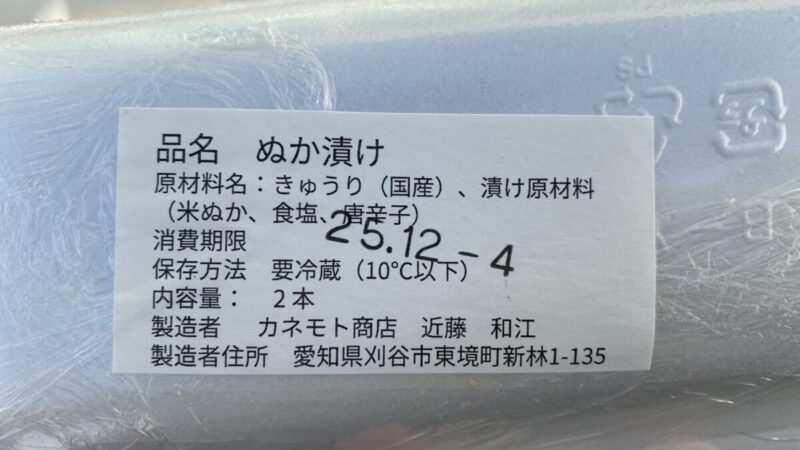 品名 ぬか漬け
原材料名：きゅうり（国産）、漬け原材料
（米ぬか、食塩、唐辛子）
消費期限 25.12-4
保存方法 要冷蔵（10℃以下）
内容量： 2本
製造者 カネモト商店 近藤 和江
製造者住所 愛知県刈谷市東境町新林1-135